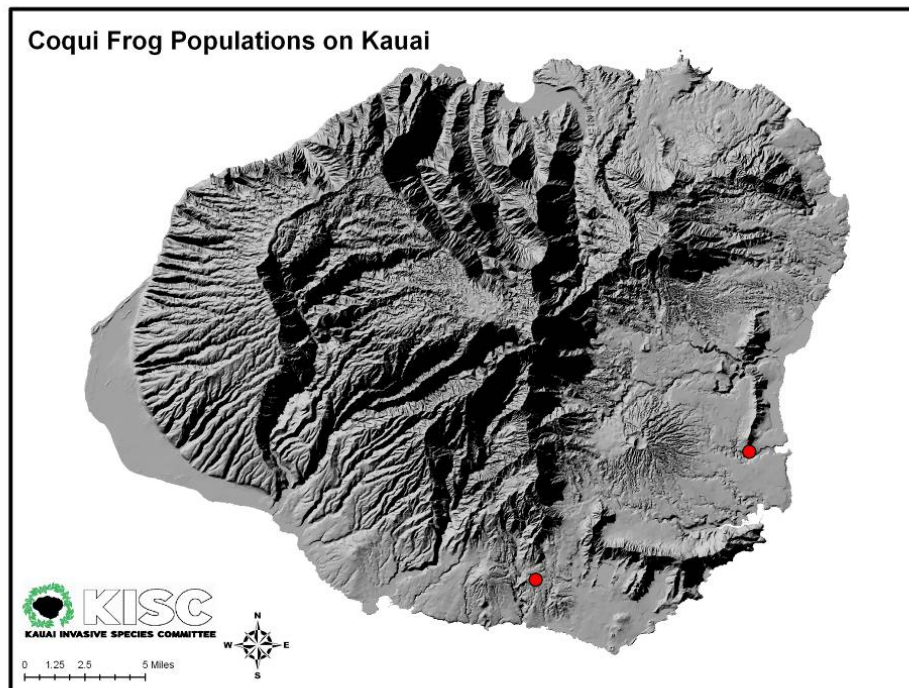 Coqui Frog Populations on Kauai
KISC
KAUAI INVASIVE SPECIES COMMITTEE
N
W E
S
0 1.25 2.5 5 Miles